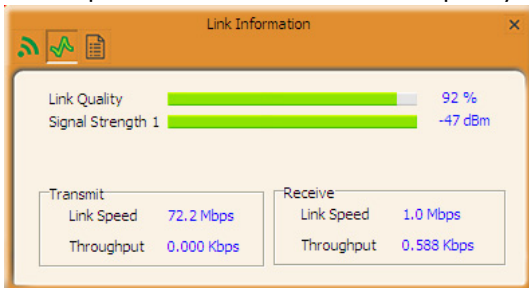 Link Information
Link Quality 92 %
Signal Strength 1 -47 dBm
Transmit
Link Speed 72.2 Mbps
Throughput 0.000 Kbps
Receive
Link Speed 1.0 Mbps
Throughput 0.588 Kbps